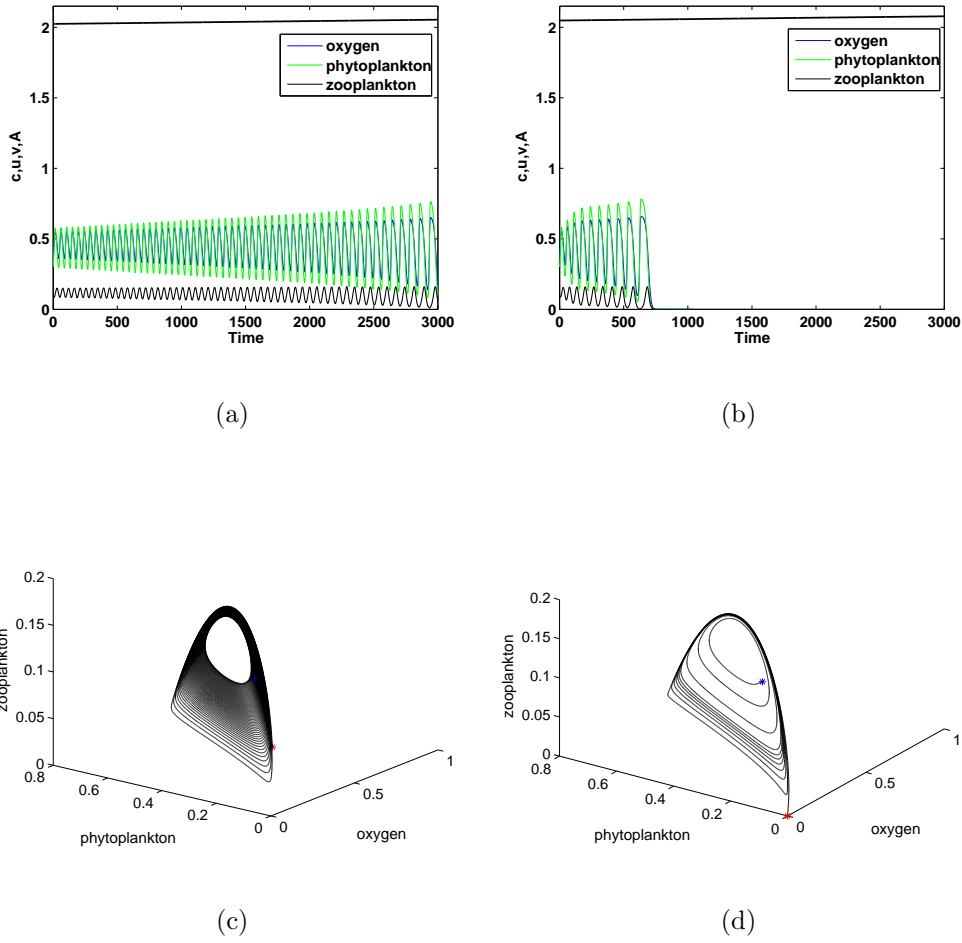 2
1.5
1
0.5
0
c,u,v,A
oxygen
phytoplankton
zooplankton
0 500 1000 1500 2000 2500 3000
Time
(a)
2
1.5
1
0.5
0
c,u,v,A
oxygen
phytoplankton
zooplankton
0 500 1000 1500 2000 2500 3000
Time
(b)
0.2
0.15
0.1
0.05
0
zooplankton
0.8
0.6
0.4
0.2
0
phytoplankton
0
0.5
1
oxygen
(c)
0.2
0.15
0.1
0.05
0
zooplankton
0.8
0.6
0.4
0.2
0
phytoplankton
0
0.5
1
oxygen
(d)